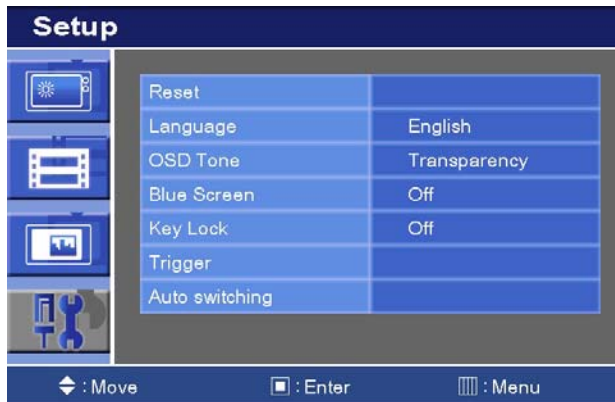 Setup
Reset
Language English
OSD Tone Transparency
Blue Screen Off
Key Lock Off
Trigger
Auto switching
: Move : Enter : Menu